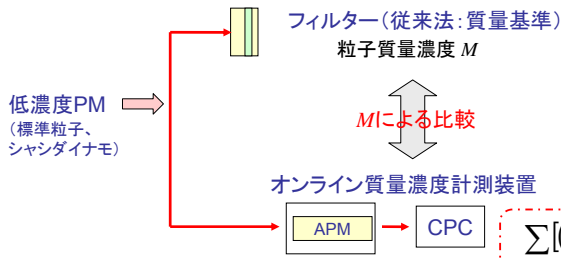 フィルター(従来法:質量基準)
粒子質量濃度 M
低濃度PM
(標準粒子、
シャシダイナモ)
Mによる比較
オンライン質量濃度計測装置
APM
CPC
∑[